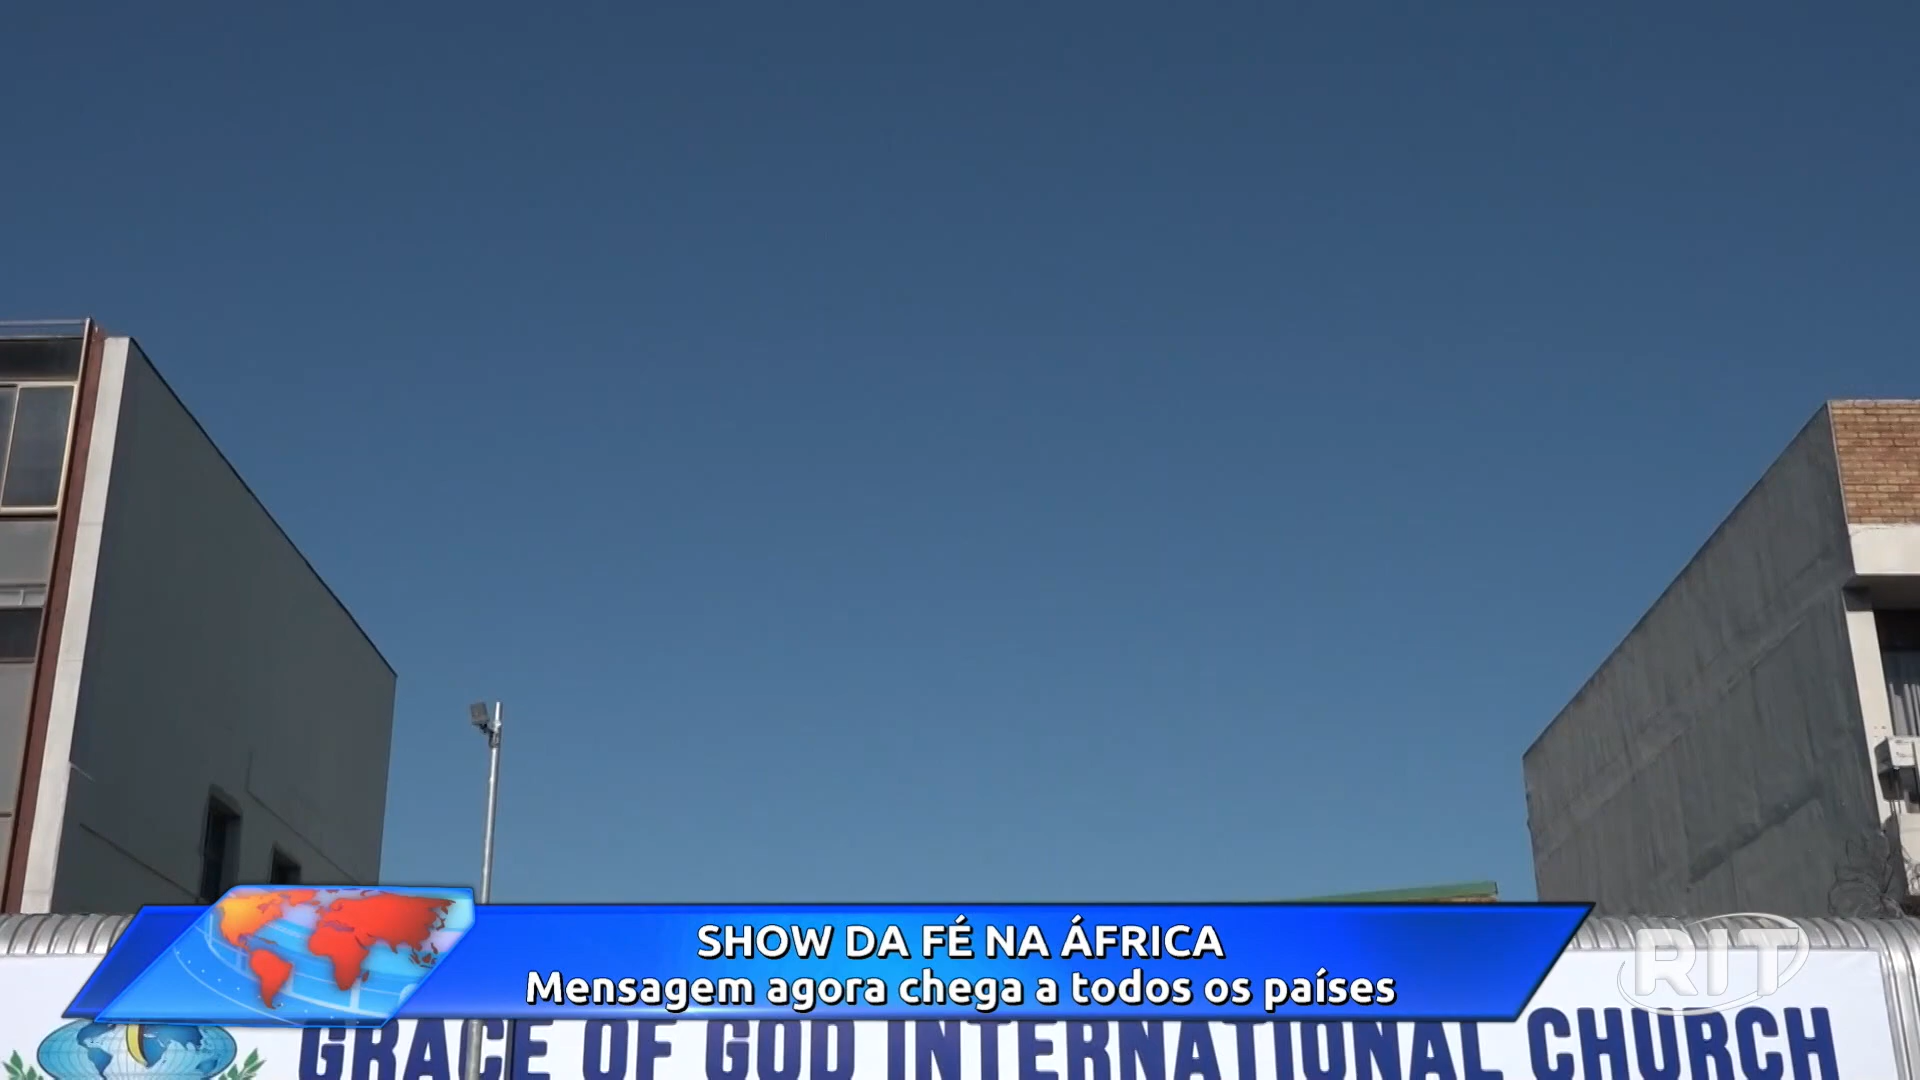 SHOW DA FÉ NA ÁFRICA
Mensagem agora chega a todos os países
RIT
GRACE OF GOD INTERNATIONAL CHURCH